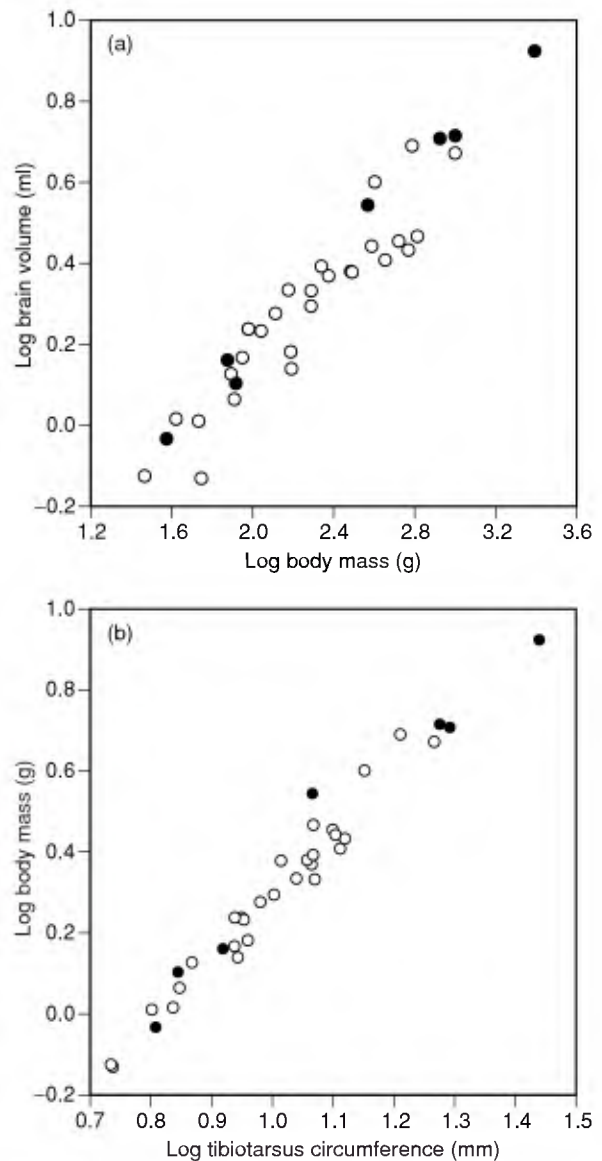 (a)
1.0
0.8
0.6
0.4
0.2
0.0
−0.2
Log brain volume (ml)
1.2 1.6 2.0 2.4 2.8 3.2 3.6
Log body mass (g)
(b)
1.0
0.8
0.6
0.4
0.2
0.0
−0.2
Log body mass (g)
0.7 0.8 0.9 1.0 1.1 1.2 1.3 1.4 1.5
Log tibiotarsus circumference (mm)